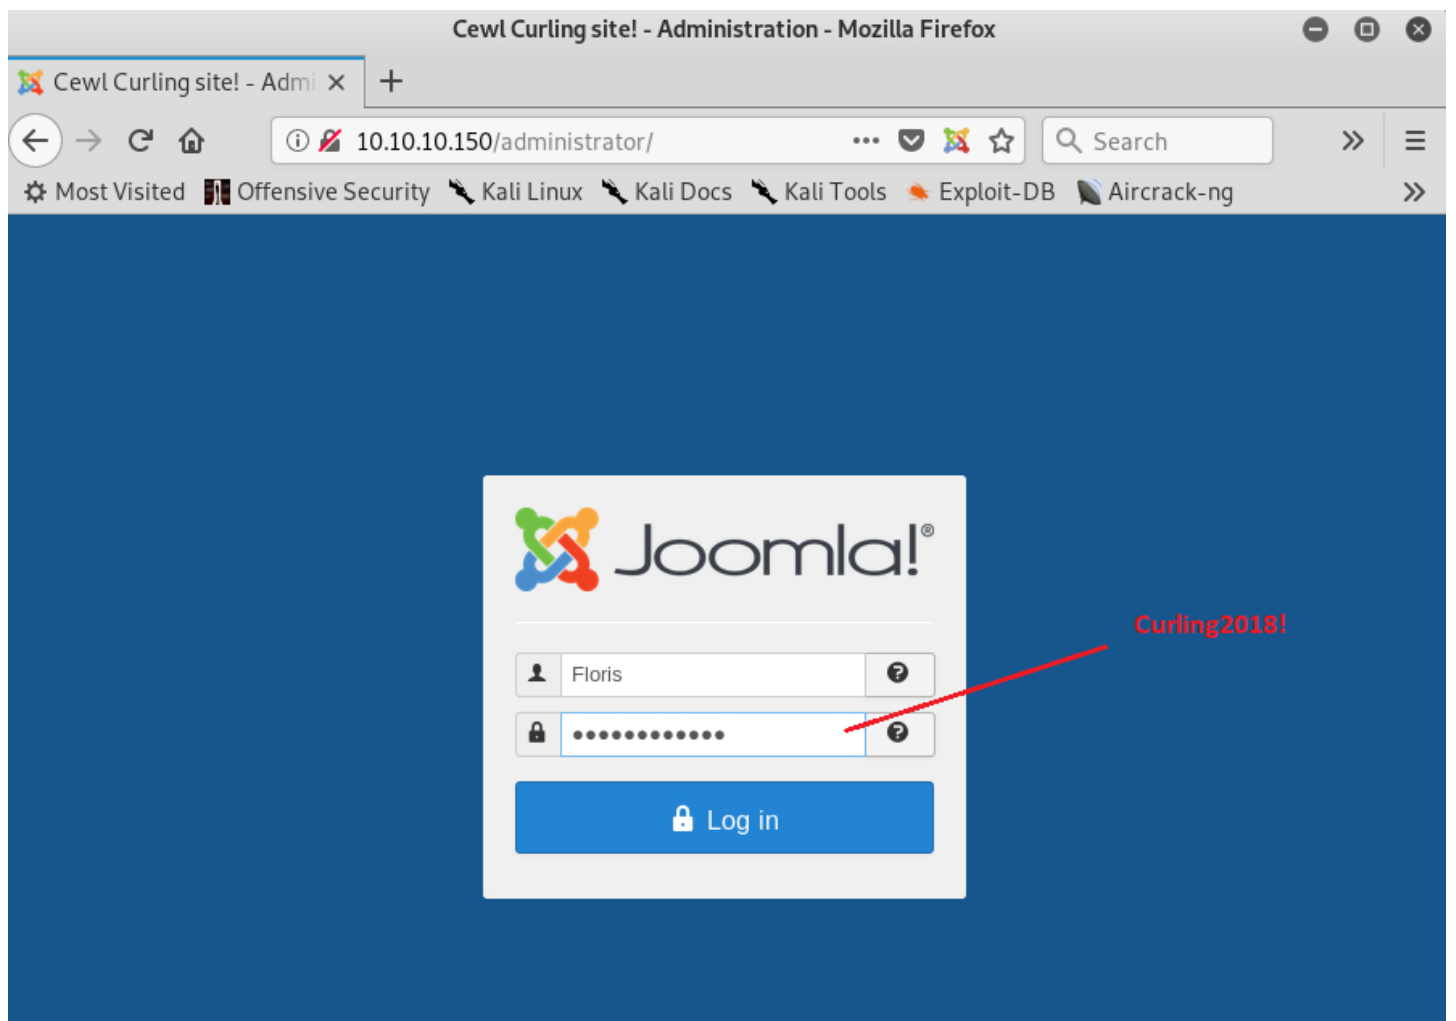 Cewl Curling site! - Administration - Mozilla Firefox
Cewl Curling site! - Admi
10.10.10.150/administrator/
Search
Most Visited Offensive Security Kali Linux Kali Docs Kali Tools Exploit-DB Aircrack-ng
Joomla!®
Curling2018!
Floris
Log in